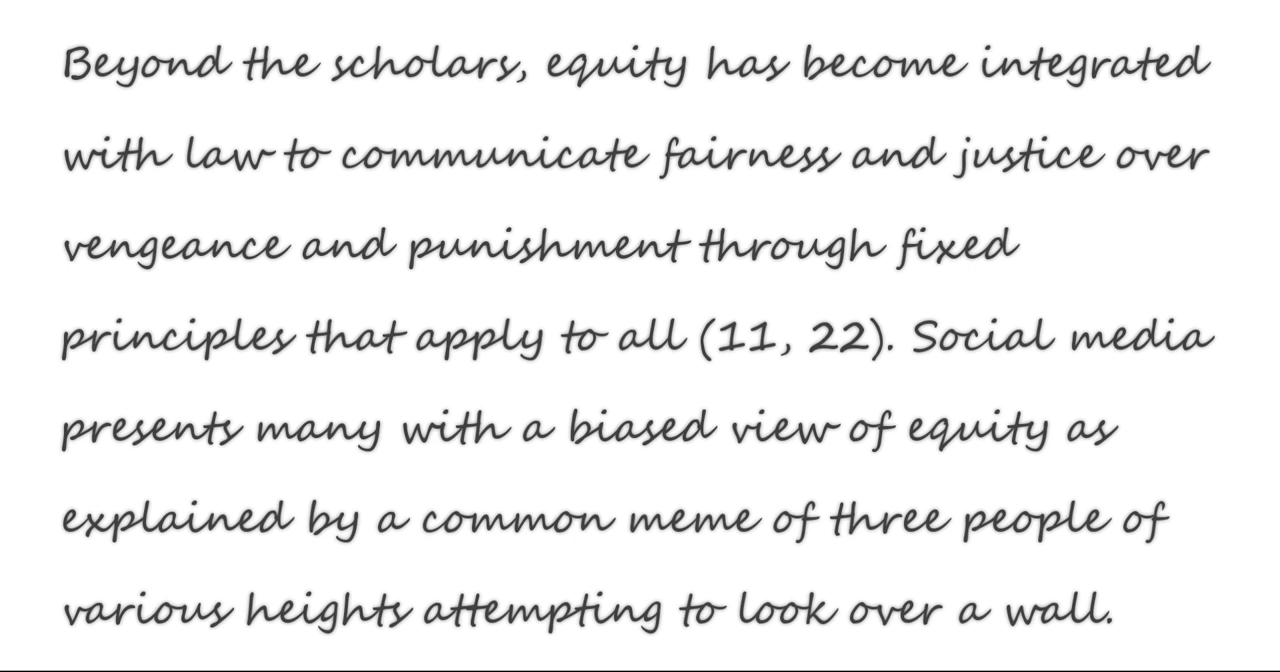 Beyond the scholars, equity has become integrated
with law to communicate fairness and justice over
vengeance and punishment through fixed
principles that apply to all (11, 22). Social media
presents many with a biased view of equity as
explained by a common meme of three people of
various heights attempting to look over a wall.